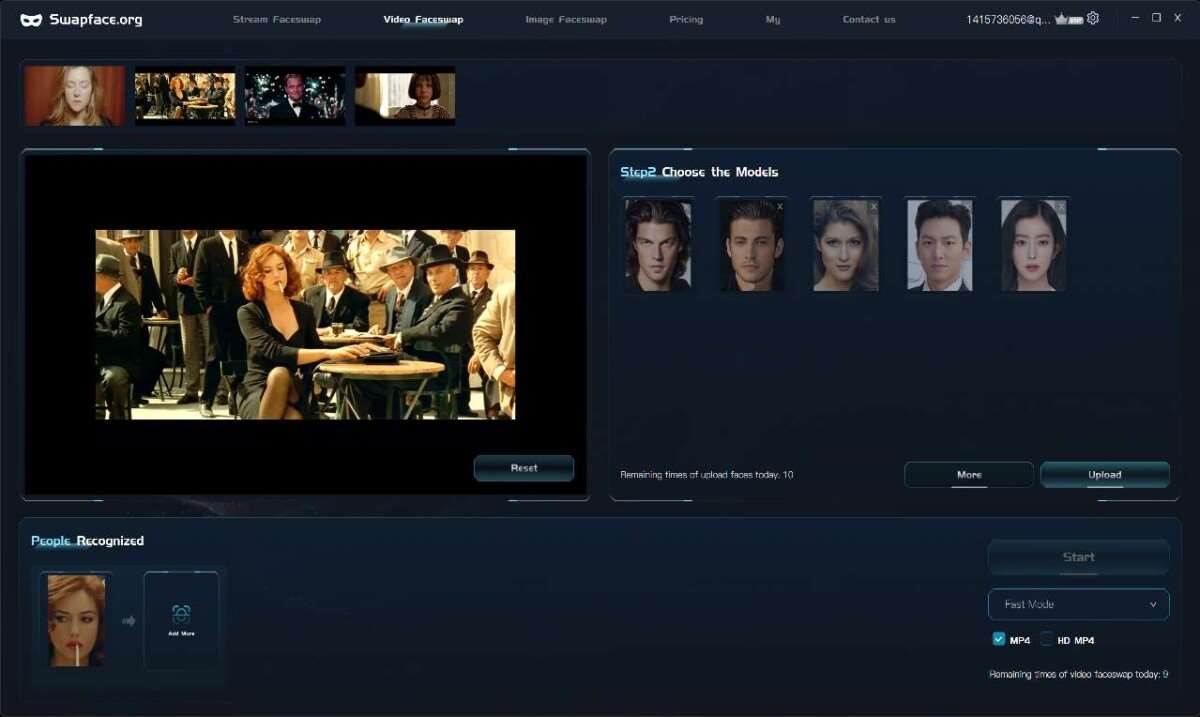 Swapface.org
Stream Faceswap
Video Faceswap
Image Faceswap
Pricing
My
Contact us
1415736056@q...
Step2 Choose the Models
X
X
X
X
Reset
Remaining times of upload faces today: 10
More
Upload
People Recognized
Add More
Start
Fast Mode
MP4
HD MP4
Remaining times of video faceswap today: 9